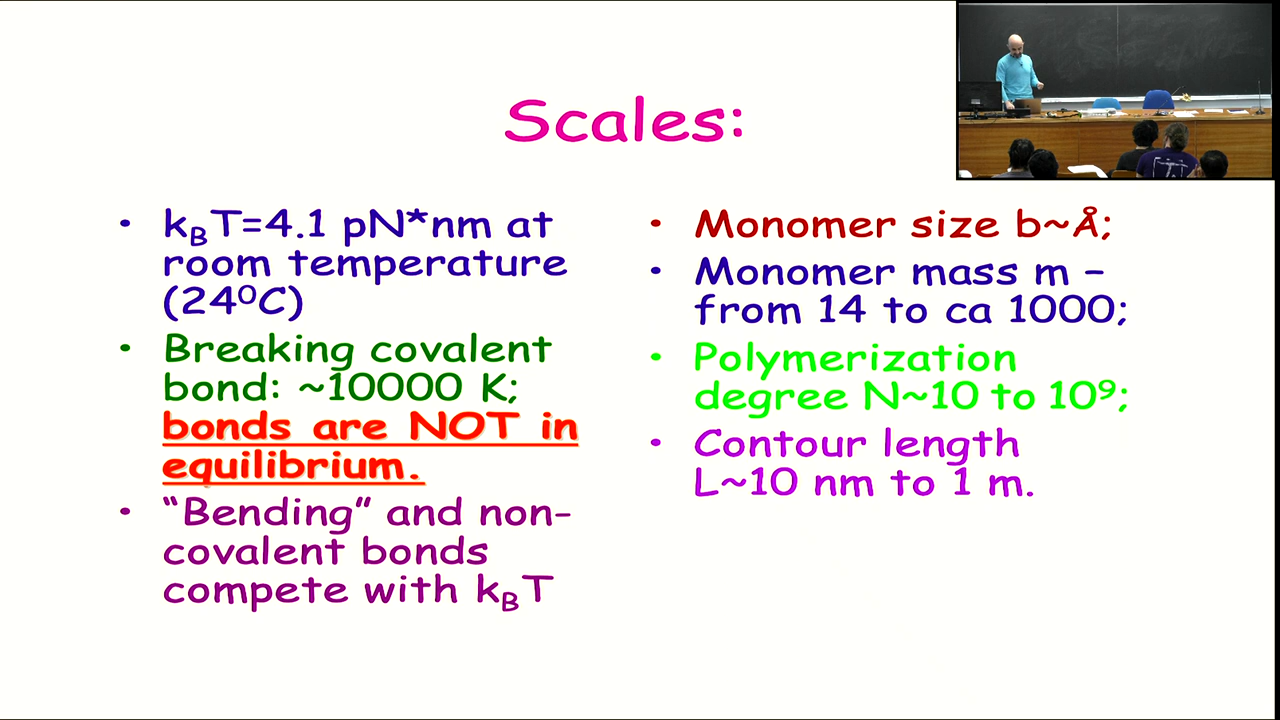 Scales:
• k_BT=4.1 pN*nm at
room temperature
(24⁰C)
• Breaking covalent
bond: ~10000 K;
bonds are NOT in
equilibrium.
• “Bending” and non-
covalent bonds
compete with k_BT
• Monomer size b~Å;
• Monomer mass m –
from 14 to ca 1000;
• Polymerization
degree N~10 to 10⁹;
• Contour length
L~10 nm to 1 m.